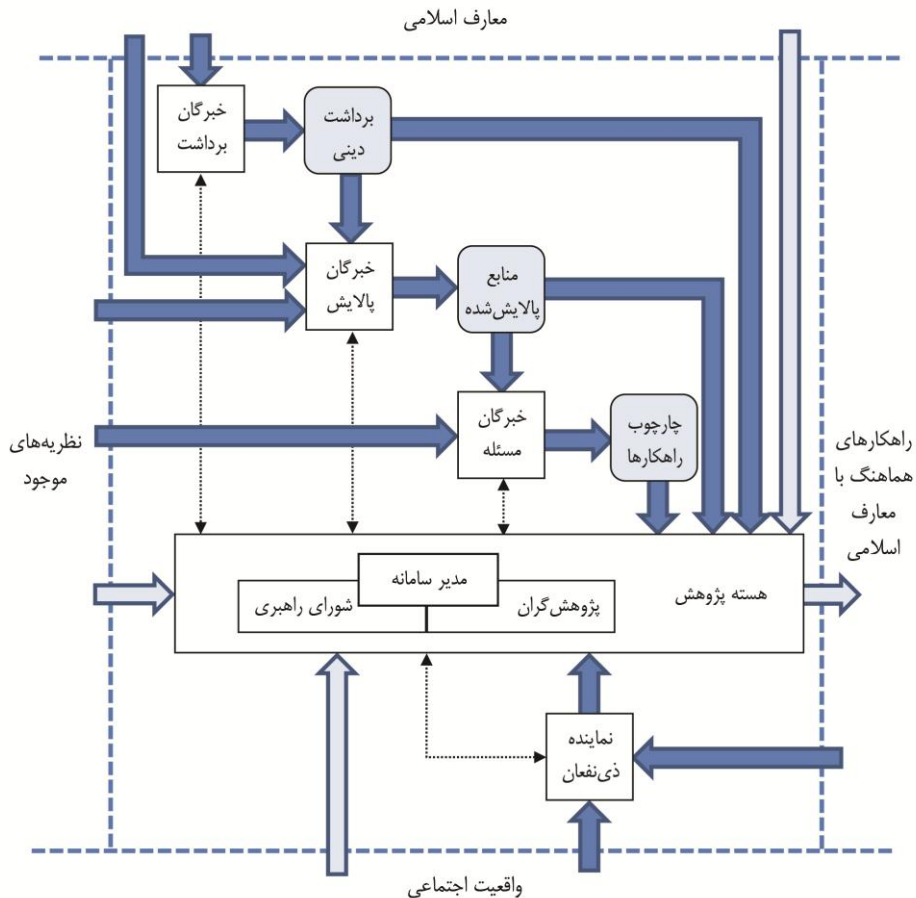 معارف اسلامی
خبرگان
برداشت
برداشت
دینی
خبرگان
پالایش
منابع
پالایش‌شده
خبرگان
مسئله
چارچوب
راهکارها
راهکارهای
هماهنگ با
معارف
اسلامی
نظریه‌های
موجود
هسته پژوهش
مدیر سامانه
پژوهش‌گران
شورای راهبری
نماینده
ذی‌نفعان
واقعیت اجتماعی